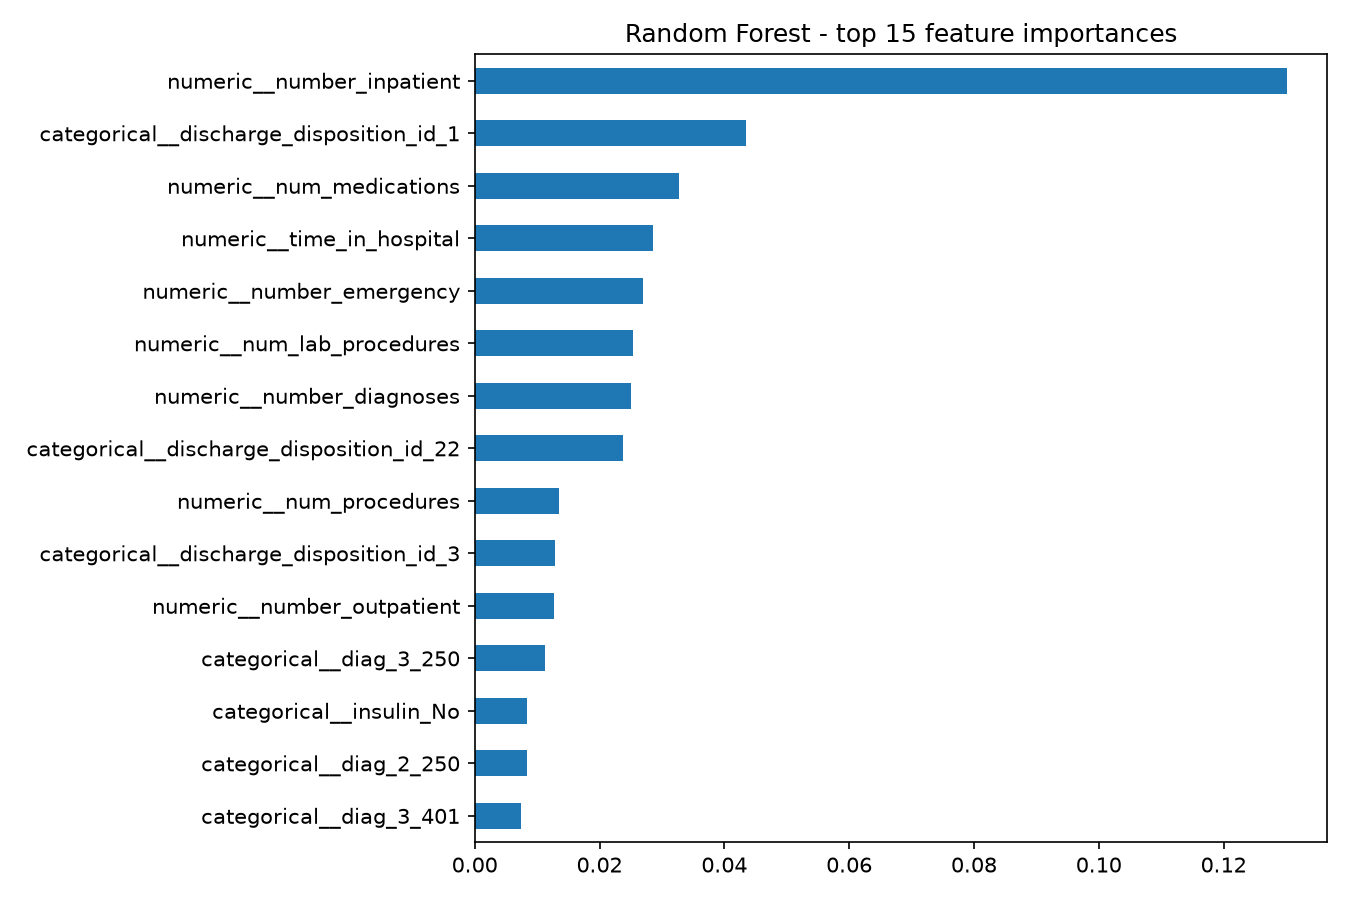 Random Forest - top 15 feature importances
numeric__number_inpatient
categorical__discharge_disposition_id_1
numeric__num_medications
numeric__time_in_hospital
numeric__number_emergency
numeric__num_lab_procedures
numeric__number_diagnoses
categorical__discharge_disposition_id_22
numeric__num_procedures
categorical__discharge_disposition_id_3
numeric__number_outpatient
categorical__diag_3_250
categorical__insulin_No
categorical__diag_2_250
categorical__diag_3_401
0.00 0.02 0.04 0.06 0.08 0.10 0.12